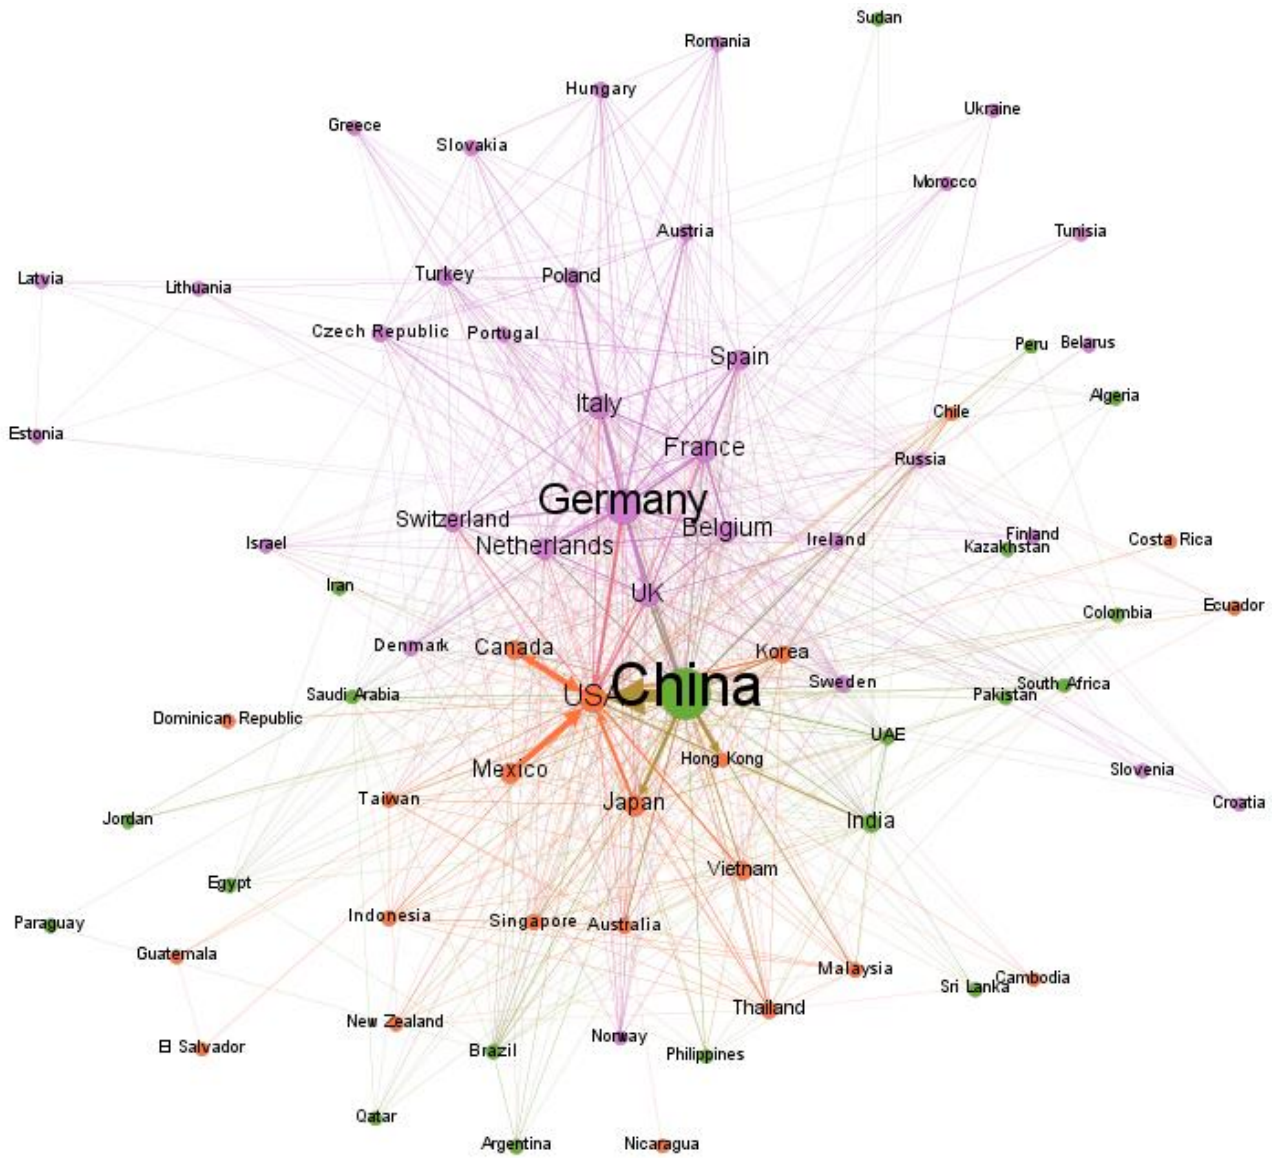 Sudan
Romania
Hungary
Ukraine
Greece
Slovakia
Morocco
Austria
Tunisia
Latvia
Lithuania
Turkey
Poland
Czech Republic
Portugal
Spain
Peru
Belarus
Algeria
Italy
Chile
Estonia
France
Russia
Germany
Switzerland
Belgium
Netherlands
Israel
Ireland
Finland
Kazakhstan
Costa Rica
Iran
UK
Colombia
Ecuador
Denmark
Canada
Korea
USA
China
Saudi Arabia
Sweden
Pakistan
South Africa
Dominican Republic
UAE
Mexico
Hong Kong
Slovenia
Taiwan
Japan
Croatia
Jordan
India
Vietnam
Egypt
Paraguay
Indonesia
Singapore
Australia
Guatemala
Malaysia
Cambodia
Sri Lanka
Thailand
New Zealand
El Salvador
Brazil
Norway
Philippines
Qatar
Argentina
Nicaragua